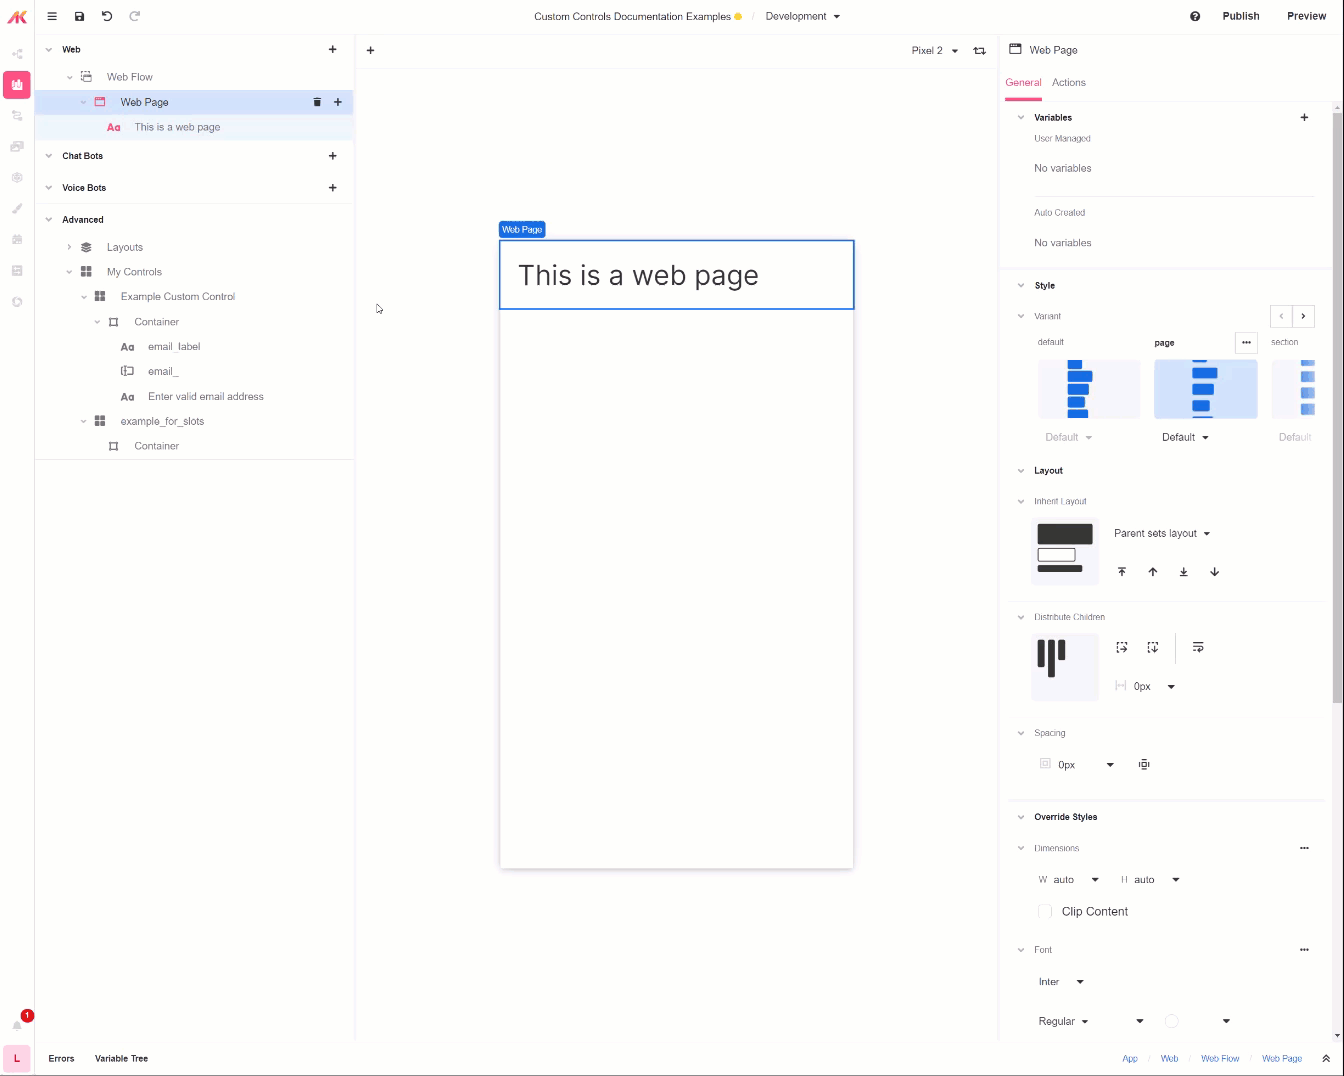 Custom Controls Documentation Examples / Development
Publish
Preview
Web
Web Flow
Web Page
Aa This is a web page
Chat Bots
Voice Bots
Advanced
Layouts
My Controls
Example Custom Control
Container
Aa email_label
email_
Aa Enter valid email address
example_for_slots
Container
1
L
Errors
Variable Tree
Pixel 2
Web Page
This is a web page
Web Page
General
Actions
Variables
User Managed
No variables
Auto Created
No variables
Style
Variant
default
page
section
Default
Default
Default
Layout
Inherit Layout
Parent sets layout
Distribute Children
0px
Spacing
0px
Override Styles
Dimensions
W auto
H auto
Clip Content
Font
Inter
Regular
App / Web / Web Flow / Web Page